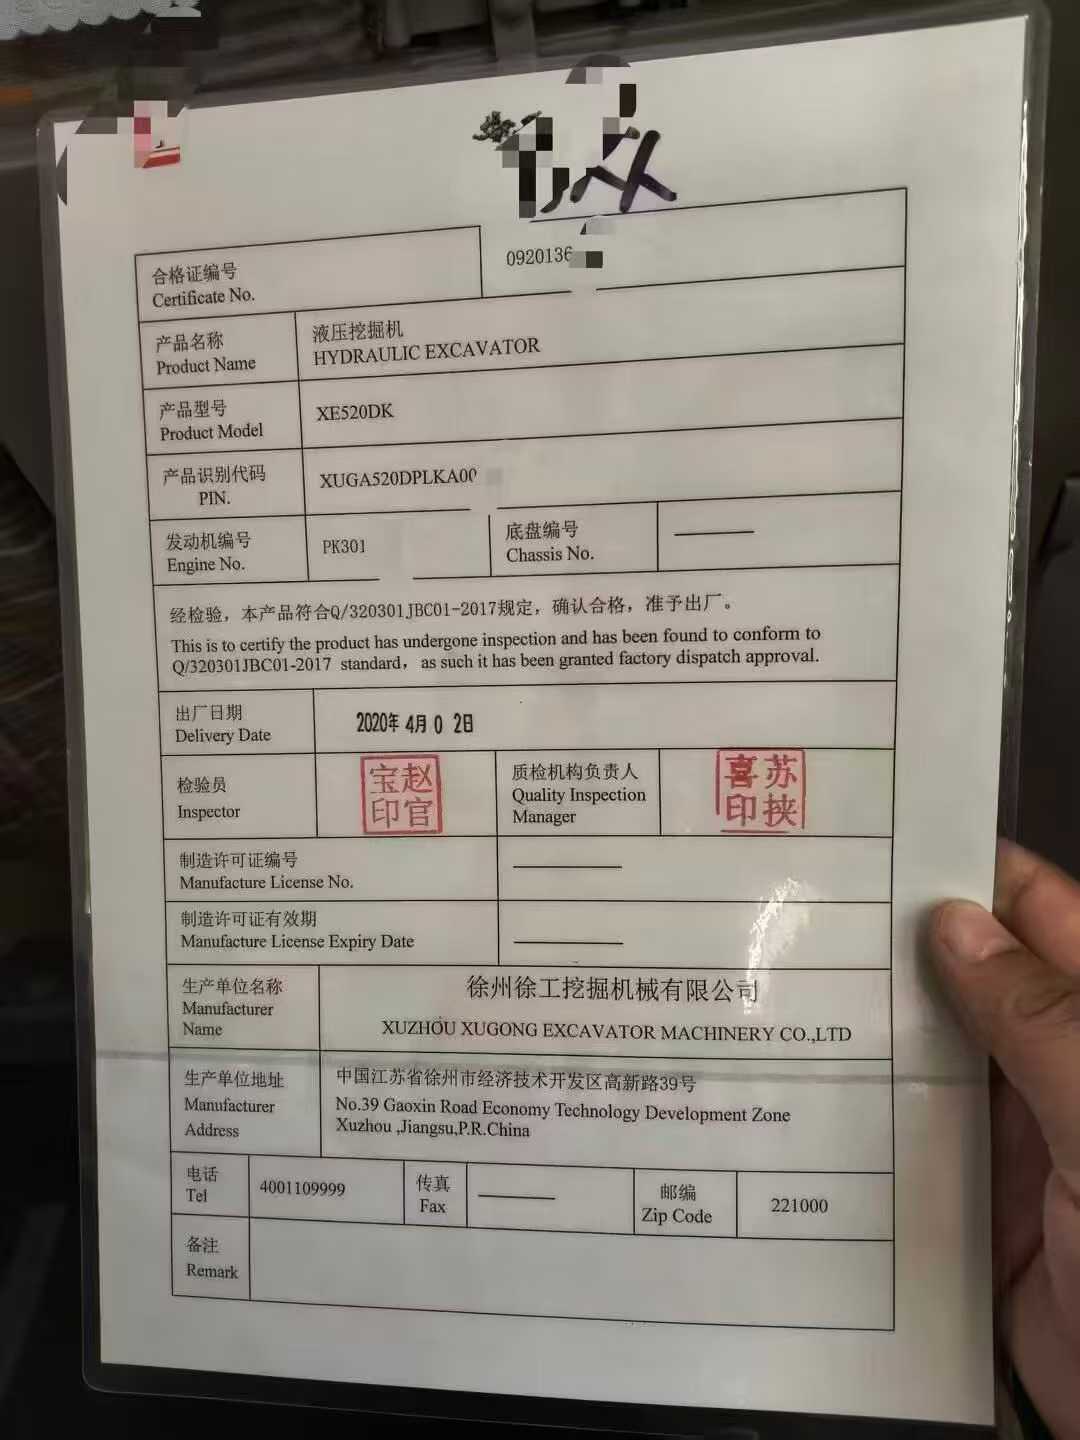 合格证编号
Certificate No.
0920136
产品名称
Product Name
液压挖掘机
HYDRAULIC EXCAVATOR
产品型号
Product Model
XE520DK
产品识别代码
PIN.
XUGA520DPLKA00
发动机编号
Engine No.
PK301
底盘编号
Chassis No.
经检验，本产品符合Q/320301JBC01-2017规定，确认合格，准予出厂。
This is to certify the product has undergone inspection and has been found to conform to
Q/320301JBC01-2017 standard, as such it has been granted factory dispatch approval.
出厂日期
Delivery Date
2020年 4月 0 2日
检验员
Inspector
宝赵
印官
质检机构负责人
Quality Inspection
Manager
喜苏
印挟
制造许可证编号
Manufacture License No.
制造许可证有效期
Manufacture License Expiry Date
生产单位名称
Manufacturer
Name
徐州徐工挖掘机械有限公司
XUZHOU XUGONG EXCAVATOR MACHINERY CO.,LTD
生产单位地址
Manufacturer
Address
中国江苏省徐州市经济技术开发区高新路39号
No.39 Gaoxin Road Economy Technology Development Zone
Xuzhou ,Jiangsu,P.R.China
电话
Tel
4001109999
传真
Fax
邮编
Zip Code
221000
备注
Remark